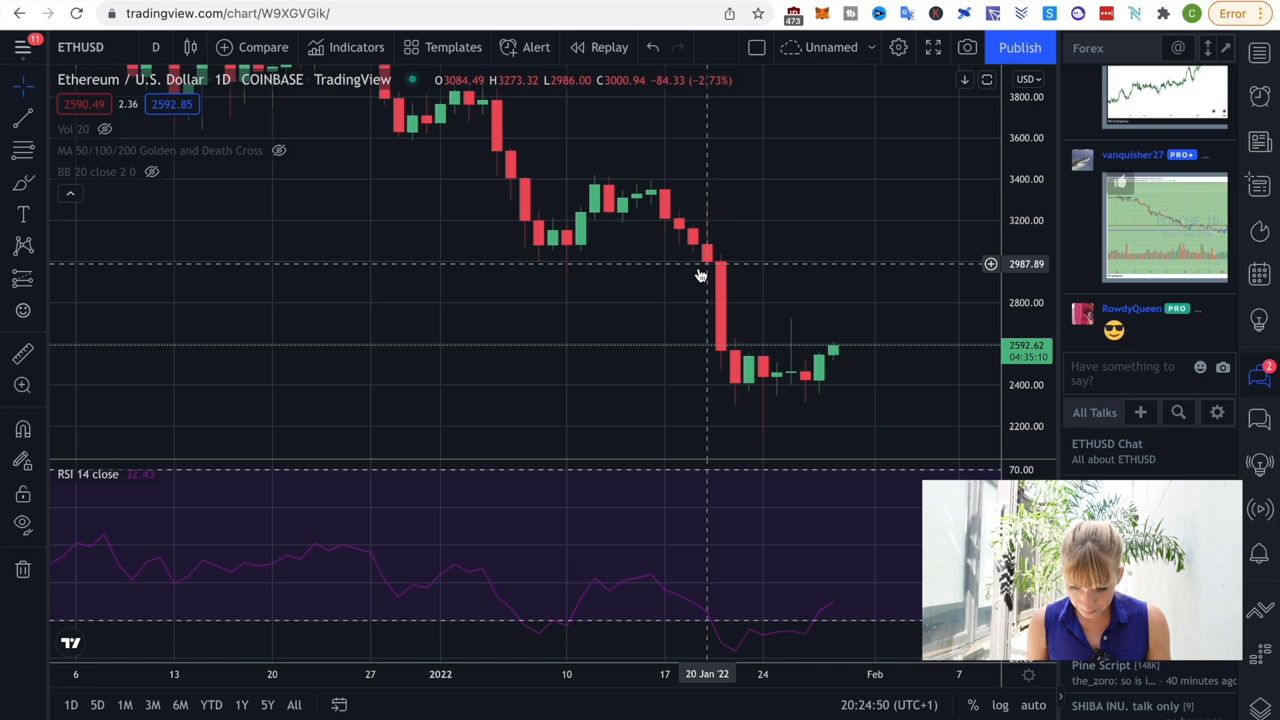 tradingview.com/chart/W9XGVGik/
473
C
Error
11
ETHUSD
D
Compare
Indicators
Templates
Alert
Replay
Unnamed
Publish
Forex
Ethereum / U.S. Dollar 1D COINBASE TradingView
O3084.49 H3273.32 L2986.00 C3000.94 −84.33 (−2.73%)
USD
2590.49 2.36 2592.85
Vol 20
MA 50/100/200 Golden and Death Cross
BB 20 close 2 0
3800.00
3600.00
3400.00
3200.00
2987.89
2800.00
2592.62
04:35:10
2400.00
2200.00
RSI 14 close 32.43
70.00
6
13
20
27
2022
10
17
20 Jan '22
24
Feb
7
1D 5D 1M 3M 6M YTD 1Y 5Y All
20:24:50 (UTC+1)
%
log
auto
vanquisher27 PRO+ ...
RowdyQueen PRO ...
Have something to
say?
2
All Talks
ETHUSD Chat
All about ETHUSD
Pine Script [148K]
the_zoro: so is i... - 40 minutes ago
SHIBA INU. talk only [9]